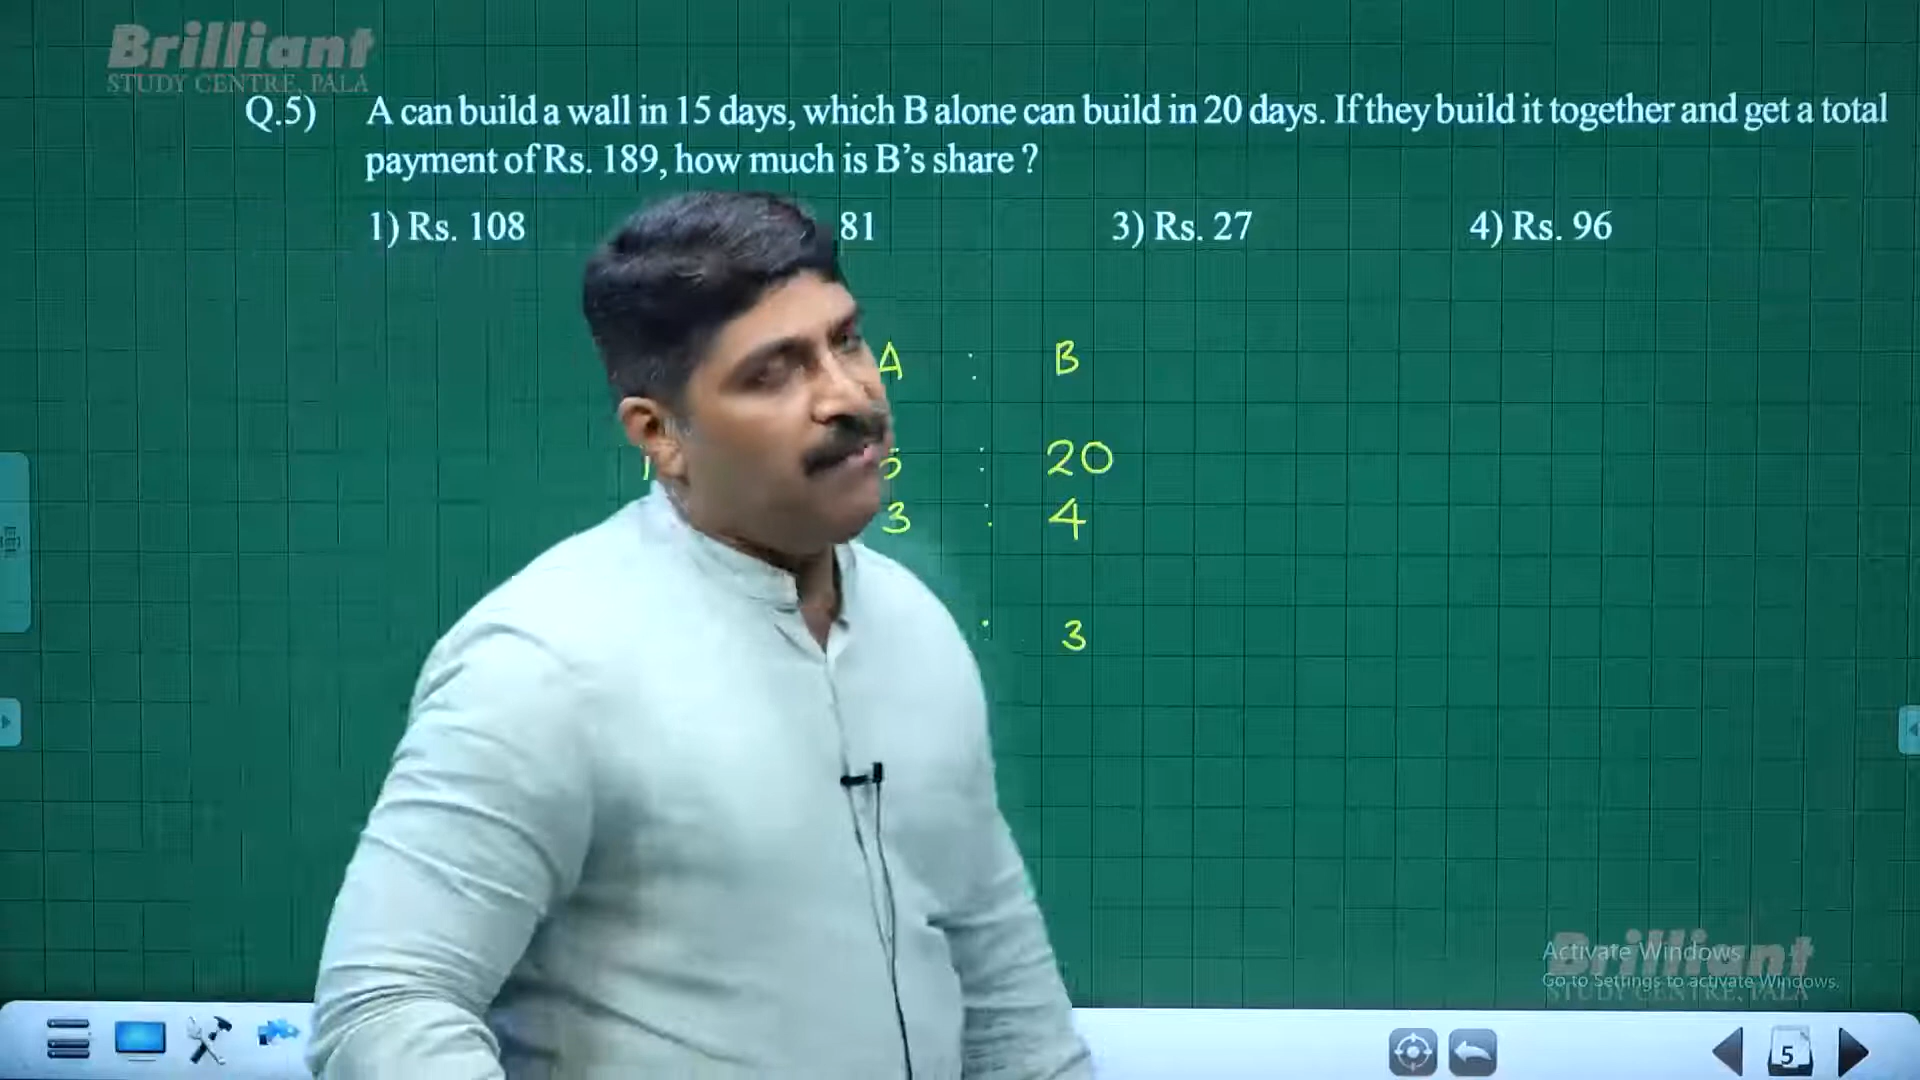 Brilliant
STUDY CENTRE, PALA
Q.5) A can build a wall in 15 days, which B alone can build in 20 days. If they build it together and get a total
payment of Rs. 189, how much is B's share ?
1) Rs. 108 81 3) Rs. 27 4) Rs. 96
A : B
: 20
3 : 4
: 3
Brilliant
STUDY CENTRE, PALA
Activate Windows
Go to Settings to activate Windows.
5